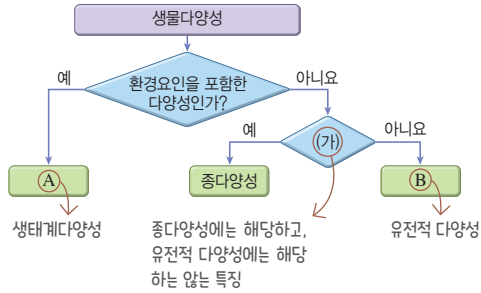 생물다양성
예
환경요인을 포함한
다양성인가?
아니요
예
(가)
아니요
A
종다양성
B
생태계다양성
종다양성에는 해당하고,
유전적 다양성에는 해당
하는 않는 특징
유전적 다양성